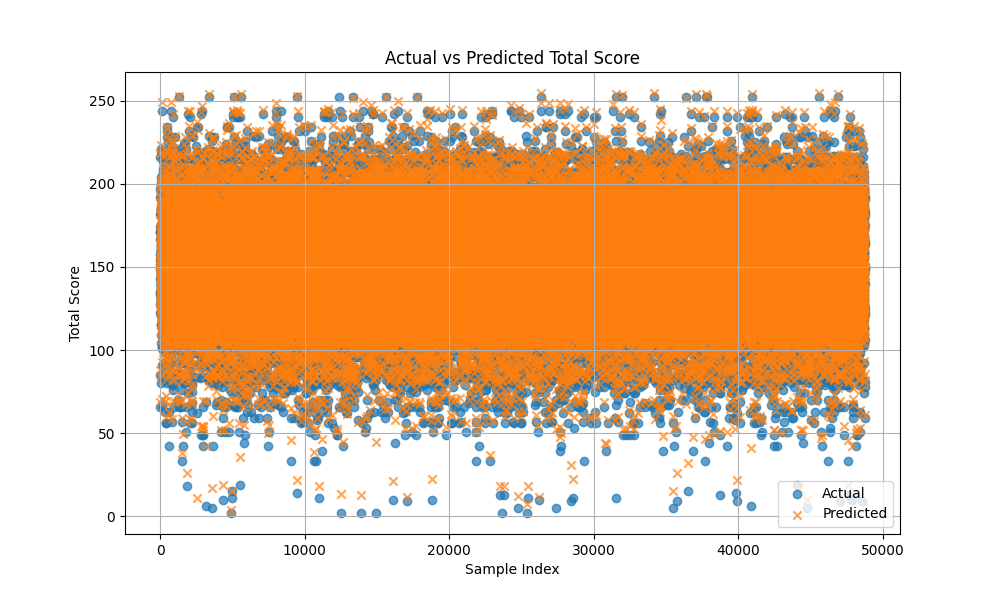 Actual vs Predicted Total Score
250
200
150
100
50
0
Total Score
0 10000 20000 30000 40000 50000
Sample Index
Actual
Predicted